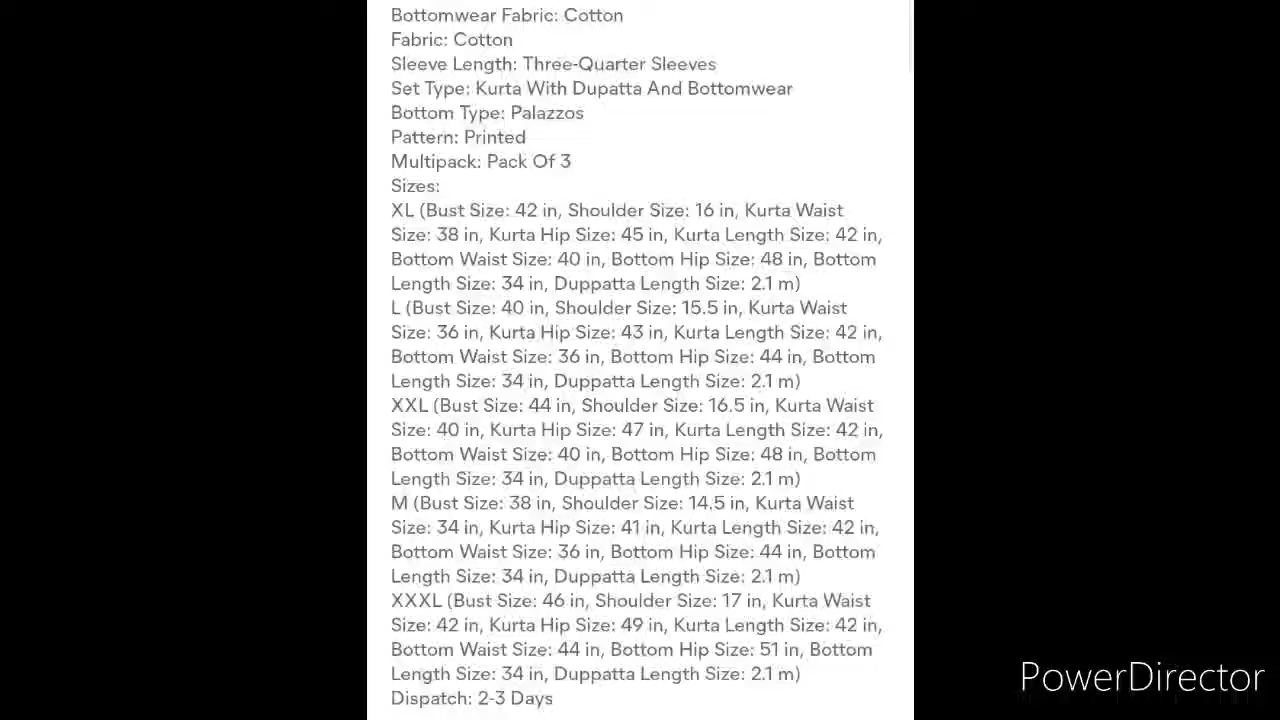 Bottomwear Fabric: Cotton
Fabric: Cotton
Sleeve Length: Three-Quarter Sleeves
Set Type: Kurta With Dupatta And Bottomwear
Bottom Type: Palazzos
Pattern: Printed
Multipack: Pack Of 3
Sizes:
XL (Bust Size: 42 in, Shoulder Size: 16 in, Kurta Waist
Size: 38 in, Kurta Hip Size: 45 in, Kurta Length Size: 42 in,
Bottom Waist Size: 40 in, Bottom Hip Size: 48 in, Bottom
Length Size: 34 in, Duppatta Length Size: 2.1 m)
L (Bust Size: 40 in, Shoulder Size: 15.5 in, Kurta Waist
Size: 36 in, Kurta Hip Size: 43 in, Kurta Length Size: 42 in,
Bottom Waist Size: 36 in, Bottom Hip Size: 44 in, Bottom
Length Size: 34 in, Duppatta Length Size: 2.1 m)
XXL (Bust Size: 44 in, Shoulder Size: 16.5 in, Kurta Waist
Size: 40 in, Kurta Hip Size: 47 in, Kurta Length Size: 42 in,
Bottom Waist Size: 40 in, Bottom Hip Size: 48 in, Bottom
Length Size: 34 in, Duppatta Length Size: 2.1 m)
M (Bust Size: 38 in, Shoulder Size: 14.5 in, Kurta Waist
Size: 34 in, Kurta Hip Size: 41 in, Kurta Length Size: 42 in,
Bottom Waist Size: 36 in, Bottom Hip Size: 44 in, Bottom
Length Size: 34 in, Duppatta Length Size: 2.1 m)
XXXL (Bust Size: 46 in, Shoulder Size: 17 in, Kurta Waist
Size: 42 in, Kurta Hip Size: 49 in, Kurta Length Size: 42 in,
Bottom Waist Size: 44 in, Bottom Hip Size: 51 in, Bottom
Length Size: 34 in, Duppatta Length Size: 2.1 m)
Dispatch: 2-3 Days
PowerDirector